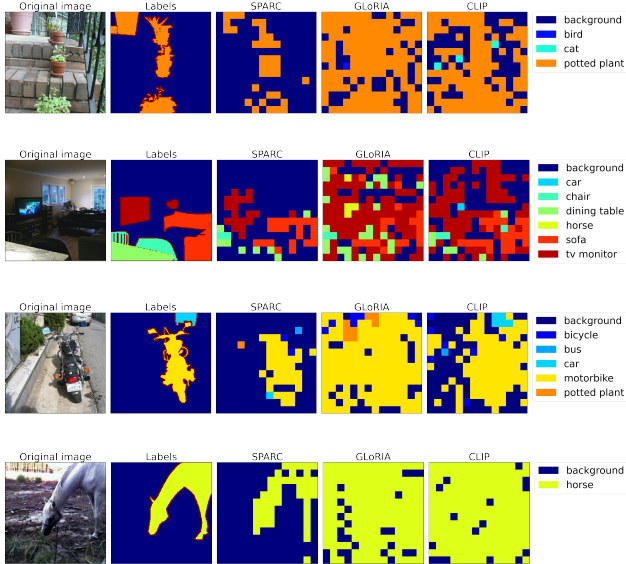 Original image Labels SPARC GLoRIA CLIP
background
bird
cat
potted plant
Original image Labels SPARC GLoRIA CLIP
background
car
chair
dining table
horse
sofa
tv monitor
Original image Labels SPARC GLoRIA CLIP
background
bicycle
bus
car
motorbike
potted plant
Original image Labels SPARC GLoRIA CLIP
background
horse